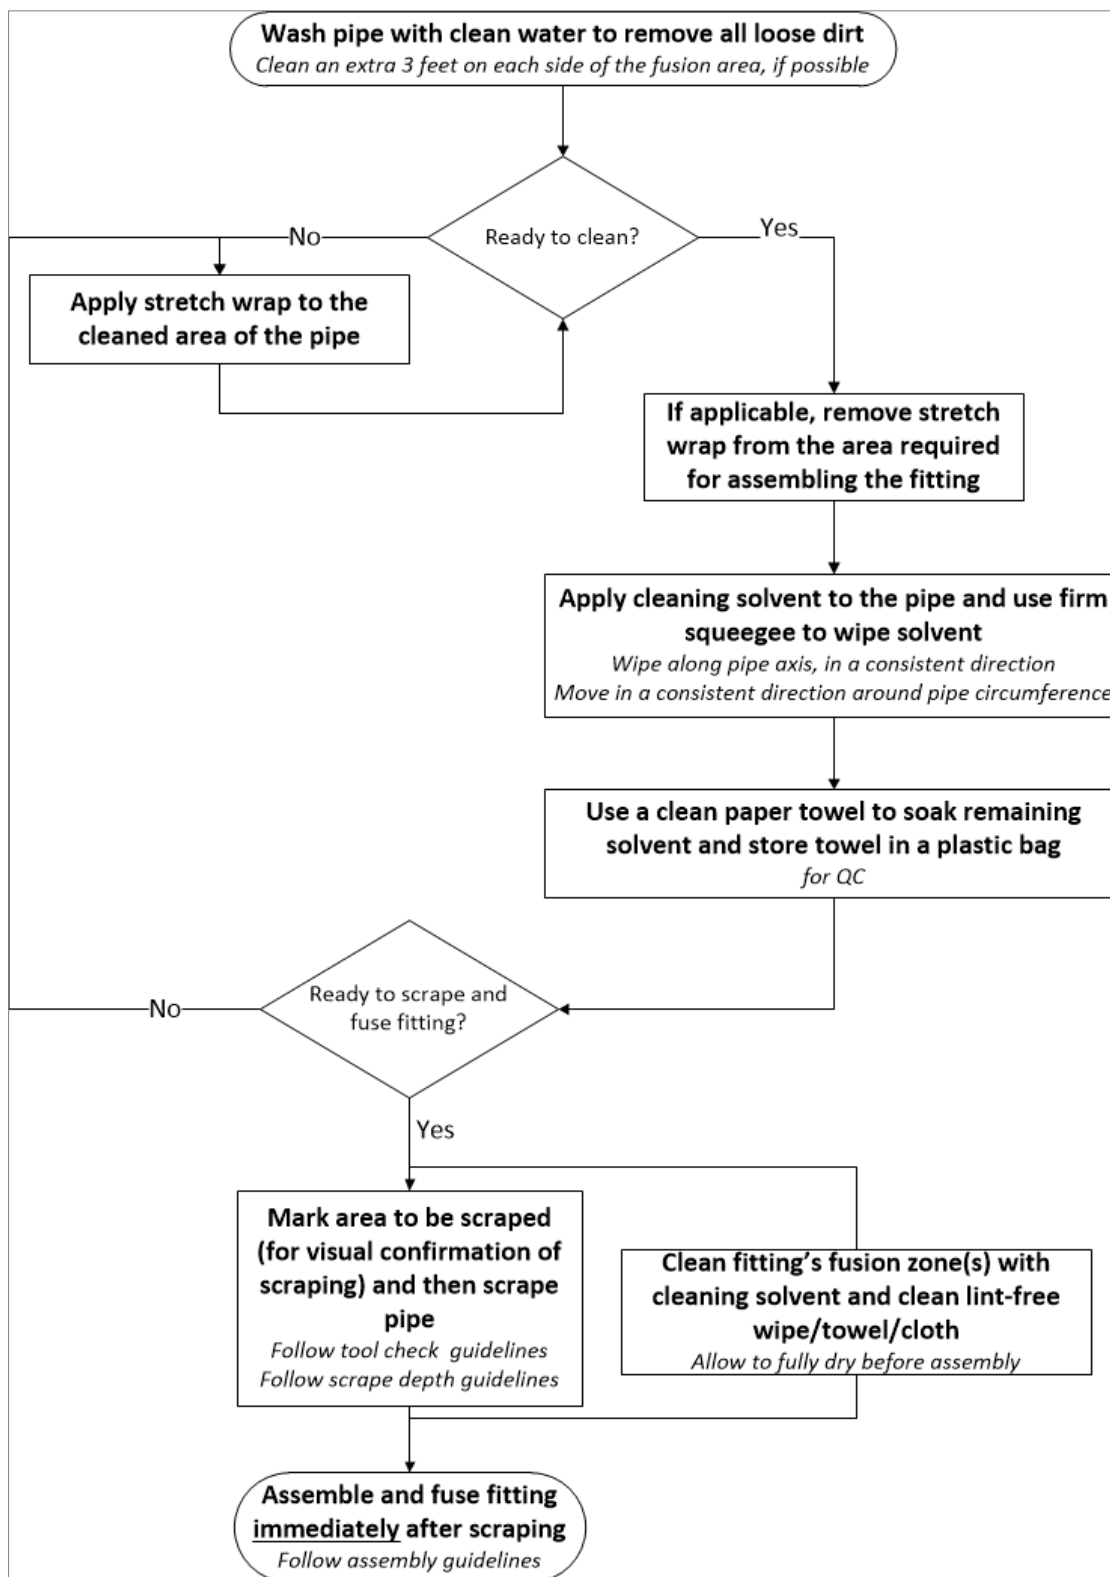 Wash pipe with clean water to remove all loose dirt
Clean an extra 3 feet on each side of the fusion area, if possible
Ready to clean?
No
Yes
Apply stretch wrap to the
cleaned area of the pipe
If applicable, remove stretch
wrap from the area required
for assembling the fitting
Apply cleaning solvent to the pipe and use firm
squeegee to wipe solvent
Wipe along pipe axis, in a consistent direction
Move in a consistent direction around pipe circumference
Use a clean paper towel to soak remaining
solvent and store towel in a plastic bag
for QC
Ready to scrape and
fuse fitting?
No
Yes
Mark area to be scraped
(for visual confirmation of
scraping) and then scrape
pipe
Follow tool check guidelines
Follow scrape depth guidelines
Clean fitting’s fusion zone(s) with
cleaning solvent and clean lint-free
wipe/towel/cloth
Allow to fully dry before assembly
Assemble and fuse fitting
immediately after scraping
Follow assembly guidelines